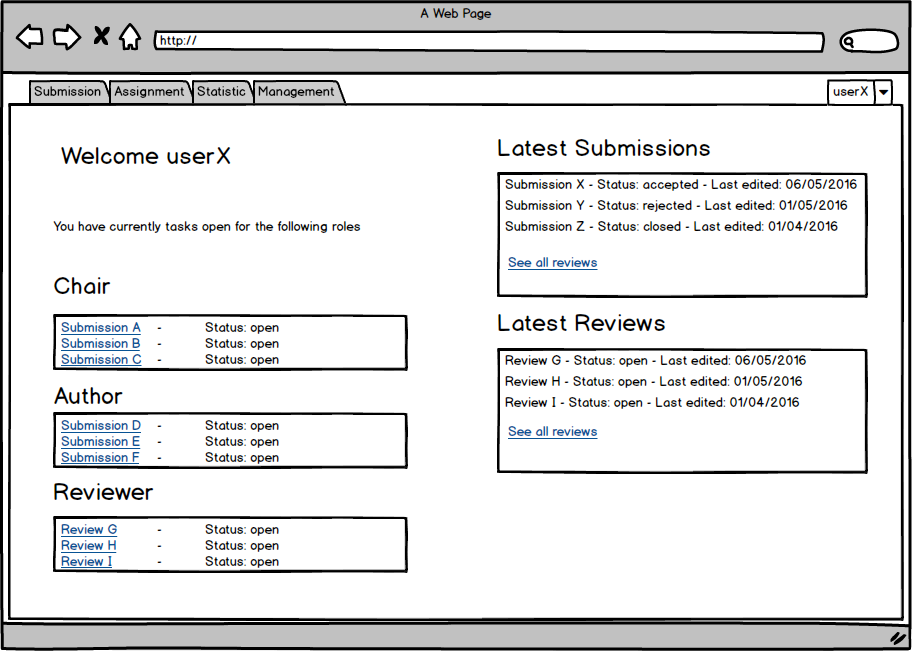 A Web Page
http://
Submission Assignment Statistic Management
userX
Welcome userX
You have currently tasks open for the following roles
Chair
Submission A - Status: open
Submission B - Status: open
Submission C - Status: open
Author
Submission D - Status: open
Submission E - Status: open
Submission F - Status: open
Reviewer
Review G - Status: open
Review H - Status: open
Review I - Status: open
Latest Submissions
Submission X - Status: accepted - Last edited: 06/05/2016
Submission Y - Status: rejected - Last edited: 01/05/2016
Submission Z - Status: closed - Last edited: 01/04/2016
See all reviews
Latest Reviews
Review G - Status: open - Last edited: 06/05/2016
Review H - Status: open - Last edited: 01/05/2016
Review I - Status: open - Last edited: 01/04/2016
See all reviews